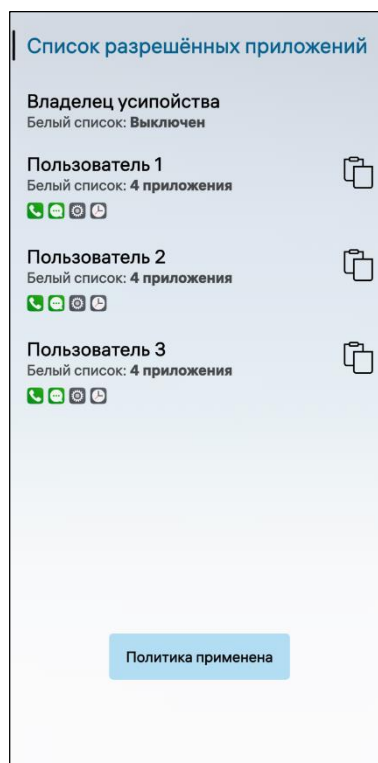 Список разрешённых приложений
Владелец усипойства
Белый список: Выключен
Пользователь 1
Белый список: 4 приложения
Пользователь 2
Белый список: 4 приложения
Пользователь 3
Белый список: 4 приложения
Политика применена